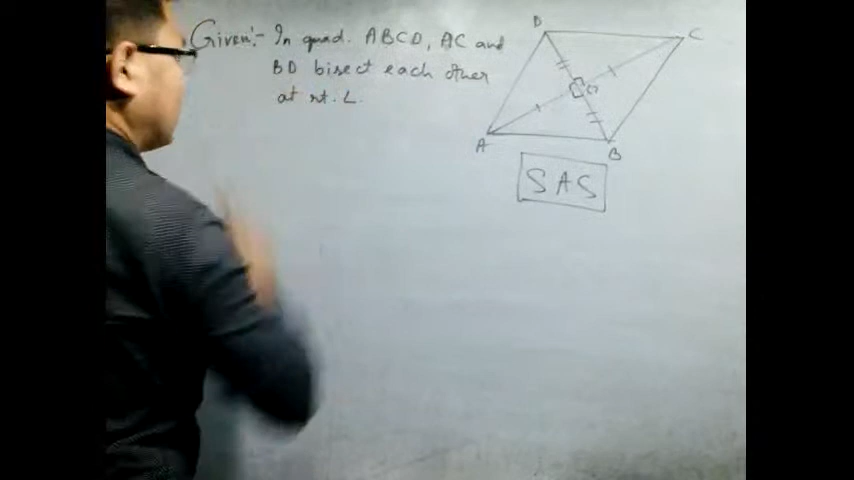 Given:- In quad. ABCD, AC and
BD bisect each other
at rt. L.
D
C
A
B
SAS